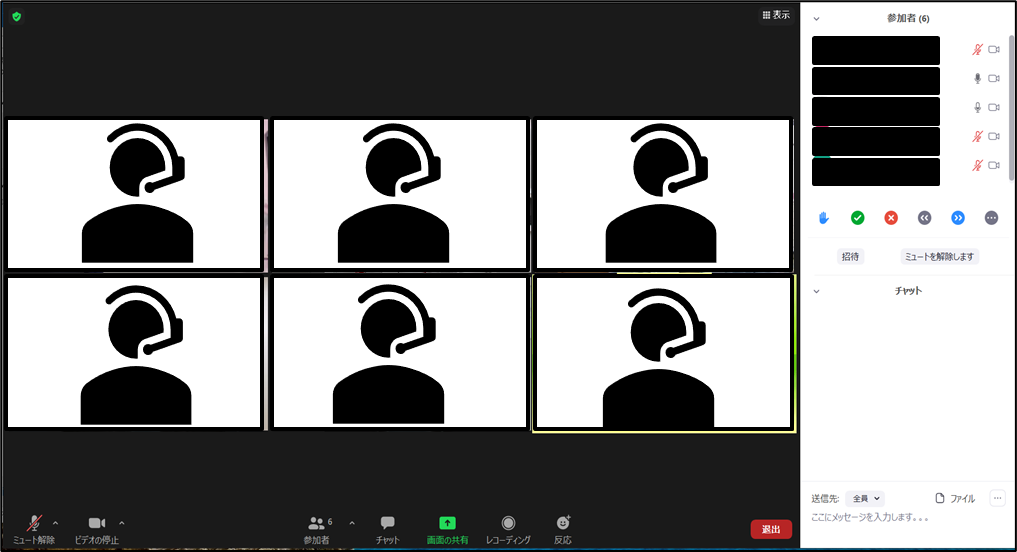 表示
参加者 (6)
招待
ミュートを解除します
チャット
送信先: 全員
ファイル
ここにメッセージを入力します。。。
ミュート解除
ビデオの停止
6
参加者
チャット
画面の共有
レコーディング
反応
退出